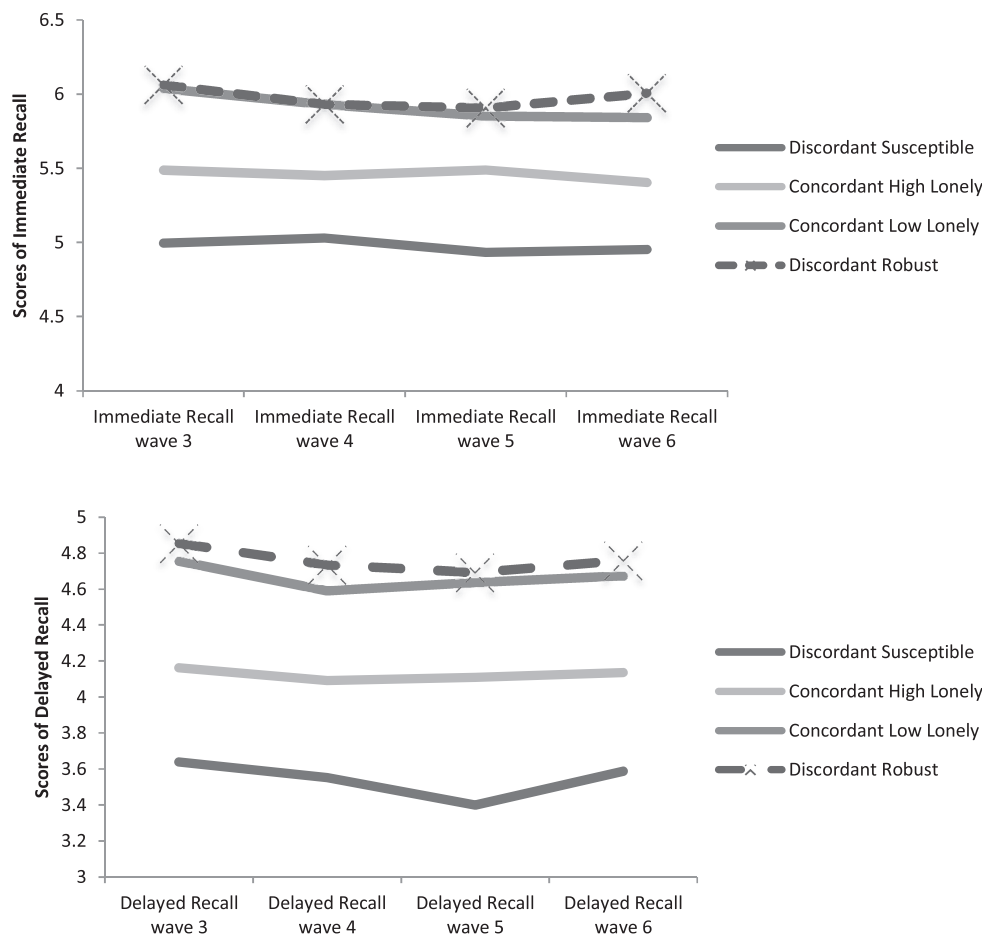 6.5
6
5.5
5
4.5
4
Scores of Immediate Recall
Immediate Recall
wave 3
Immediate Recall
wave 4
Immediate Recall
wave 5
Immediate Recall
wave 6
Discordant Susceptible
Concordant High Lonely
Concordant Low Lonely
Discordant Robust
5
4.8
4.6
4.4
4.2
4
3.8
3.6
3.4
3.2
3
Scores of Delayed Recall
Delayed Recall
wave 3
Delayed Recall
wave 4
Delayed Recall
wave 5
Delayed Recall
wave 6
Discordant Susceptible
Concordant High Lonely
Concordant Low Lonely
Discordant Robust